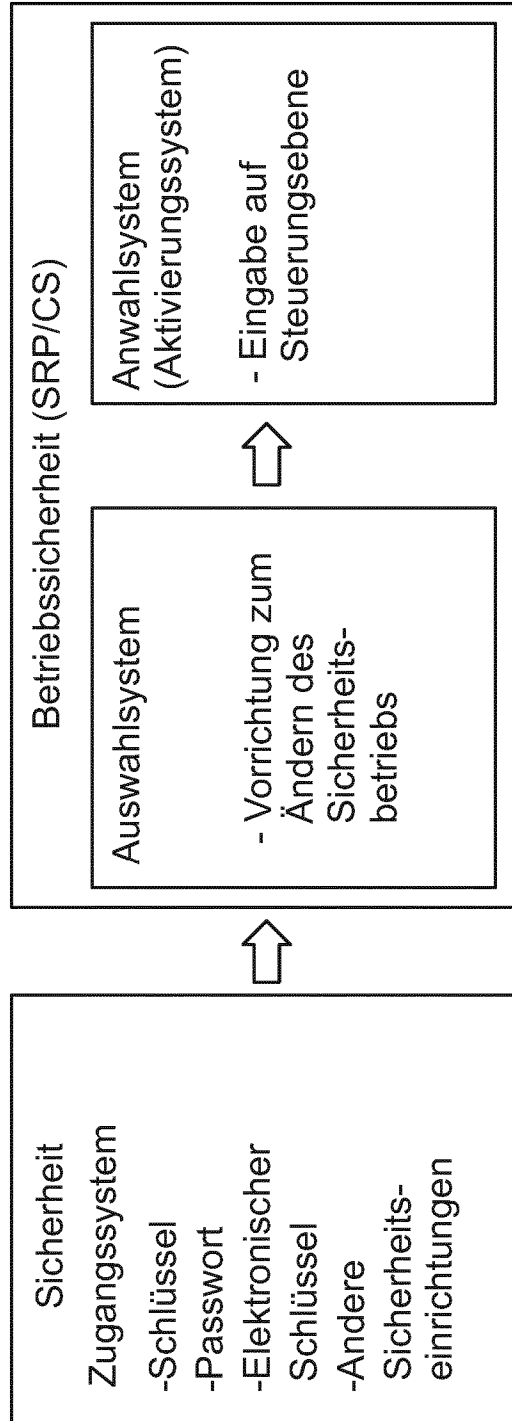 Sicherheit
Zugangssystem
-Schlüssel
-Passwort
-Elektronischer
Schlüssel
-Andere
Sicherheits-
einrichtungen
Betriebssicherheit (SRP/CS)
Auswahlsystem
- Vorrichtung zum
Ändern des
Sicherheits-
betriebs
Anwahlsystem
(Aktivierungssystem)
- Eingabe auf
Steuerungsebene